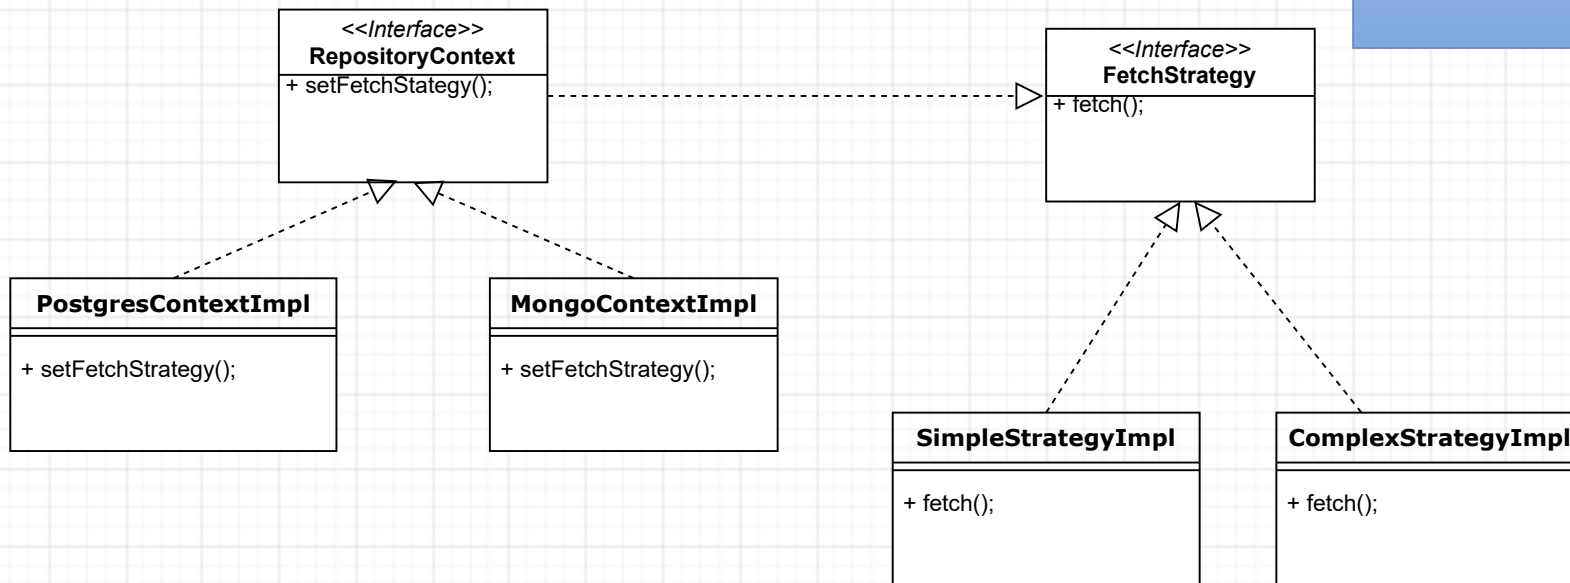 <<Interface>>
RepositoryContext
+ setFetchStategy();
<<Interface>>
FetchStrategy
+ fetch();
PostgresContextImpl
+ setFetchStrategy();
MongoContextImpl
+ setFetchStrategy();
SimpleStrategyImpl
+ fetch();
ComplexStrategyImpl
+ fetch();